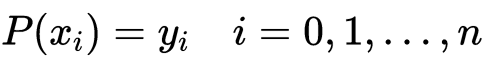 P(x_i) = y_i i = 0, 1, . . . , n